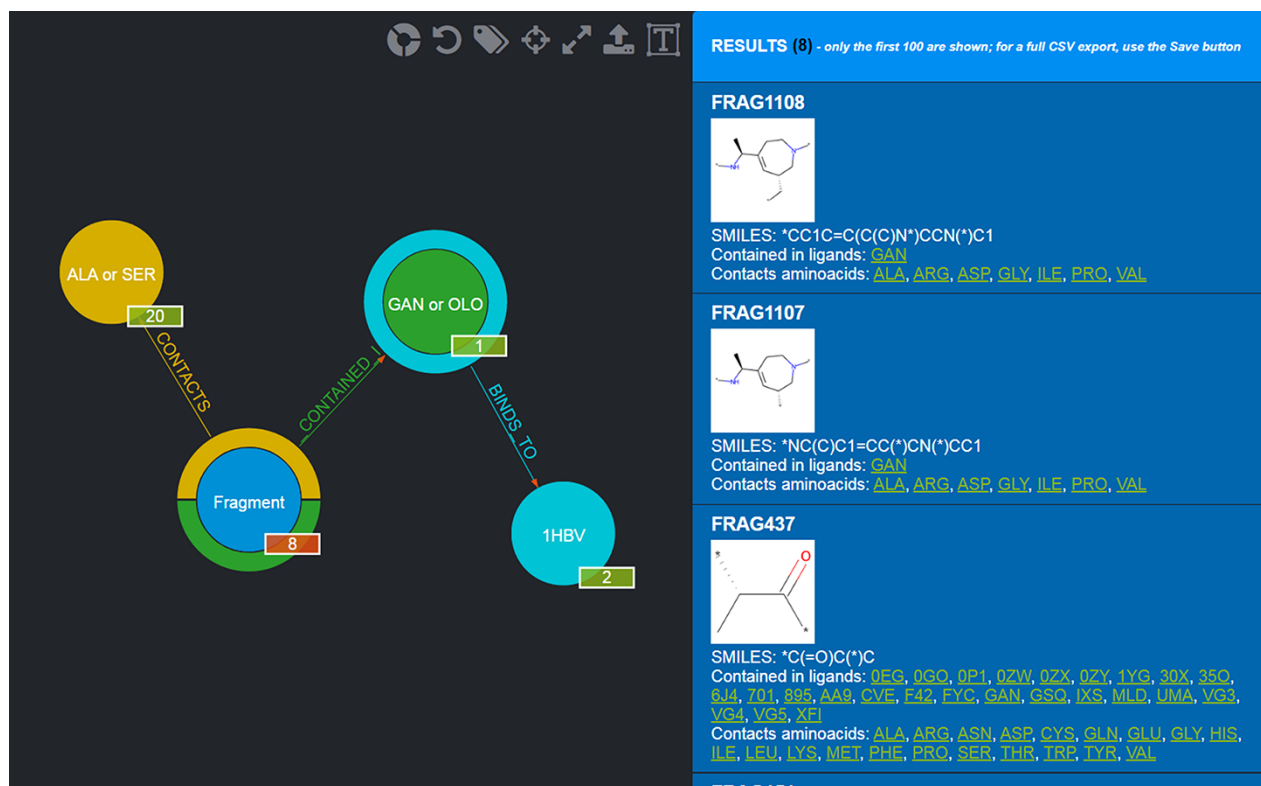 T
ALA or SER
20
CONTACTS
GAN or OLO
1
CONTAINED_I
BINDS_TO
Fragment
8
1HBV
2
RESULTS (8) - only the first 100 are shown; for a full CSV export, use the Save button
FRAG1108
N
NH
SMILES: *CC1C=C(C(C)N*)CCN(*)C1
Contained in ligands: GAN
Contacts aminoacids: ALA, ARG, ASP, GLY, ILE, PRO, VAL
FRAG1107
N
NH
SMILES: *NC(C)C1=CC(*)CN(*)CC1
Contained in ligands: GAN
Contacts aminoacids: ALA, ARG, ASP, GLY, ILE, PRO, VAL
FRAG437
* O
*
SMILES: *C(=O)C(*)C
Contained in ligands: 0EG, 0GO, 0P1, 0ZW, 0ZX, 0ZY, 1YG, 30X, 35O,
6J4, 701, 895, AA9, CVE, F42, FYC, GAN, GSQ, IXS, MLD, UMA, VG3,
VG4, VG5, XFI
Contacts aminoacids: ALA, ARG, ASN, ASP, CYS, GLN, GLU, GLY, HIS,
ILE, LEU, LYS, MET, PHE, PRO, SER, THR, TRP, TYR, VAL